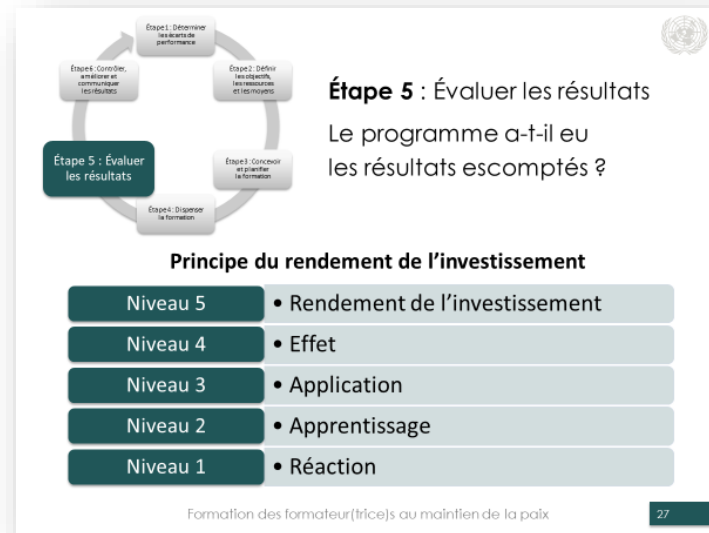 Étape 1 : Déterminer
les écarts de
performance
Étape 6 : Contrôler,
améliorer et
communiquer
les résultats
Étape 2 : Définir
les objectifs,
les ressources
et les moyens
Étape 5 : Évaluer
les résultats
Étape 3 : Concevoir
et planifier
la formation
Étape 4 : Dispenser
la formation
Étape 5 : Évaluer les résultats
Le programme a-t-il eu
les résultats escomptés ?
Principe du rendement de l’investissement
Niveau 5 • Rendement de l’investissement
Niveau 4 • Effet
Niveau 3 • Application
Niveau 2 • Apprentissage
Niveau 1 • Réaction
Formation des formateur(trice)s au maintien de la paix
27